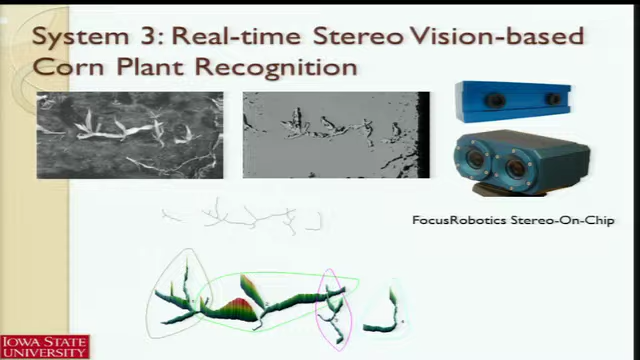 System 3: Real-time Stereo Vision-based
Corn Plant Recognition
FocusRobotics Stereo-On-Chip
IOWA STATE
UNIVERSITY